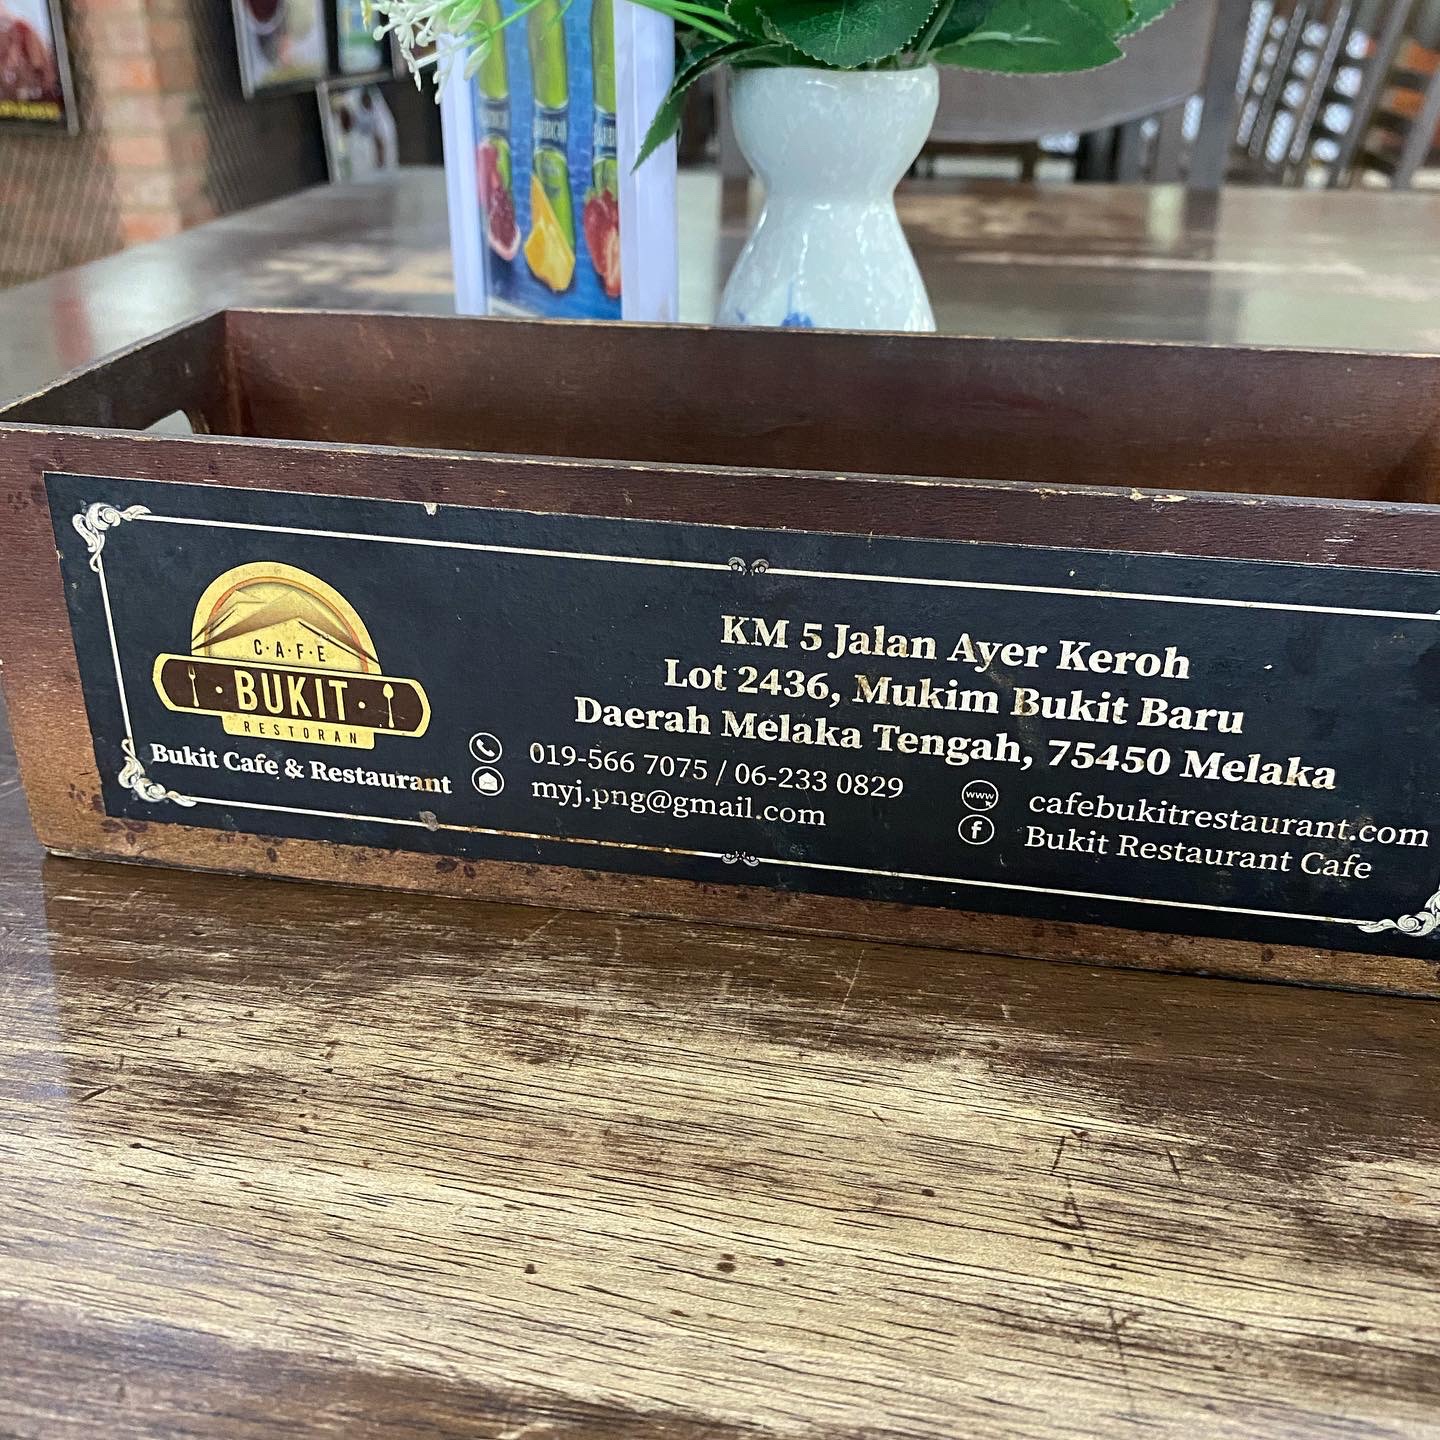 C·A·F·E
BUKIT
RESTORAN
Bukit Cafe & Restaurant
KM 5 Jalan Ayer Keroh
Lot 2436, Mukim Bukit Baru
Daerah Melaka Tengah, 75450 Melaka
019-566 7075 / 06-233 0829
myj.png@gmail.com
www
cafebukitrestaurant.com
f
Bukit Restaurant Cafe